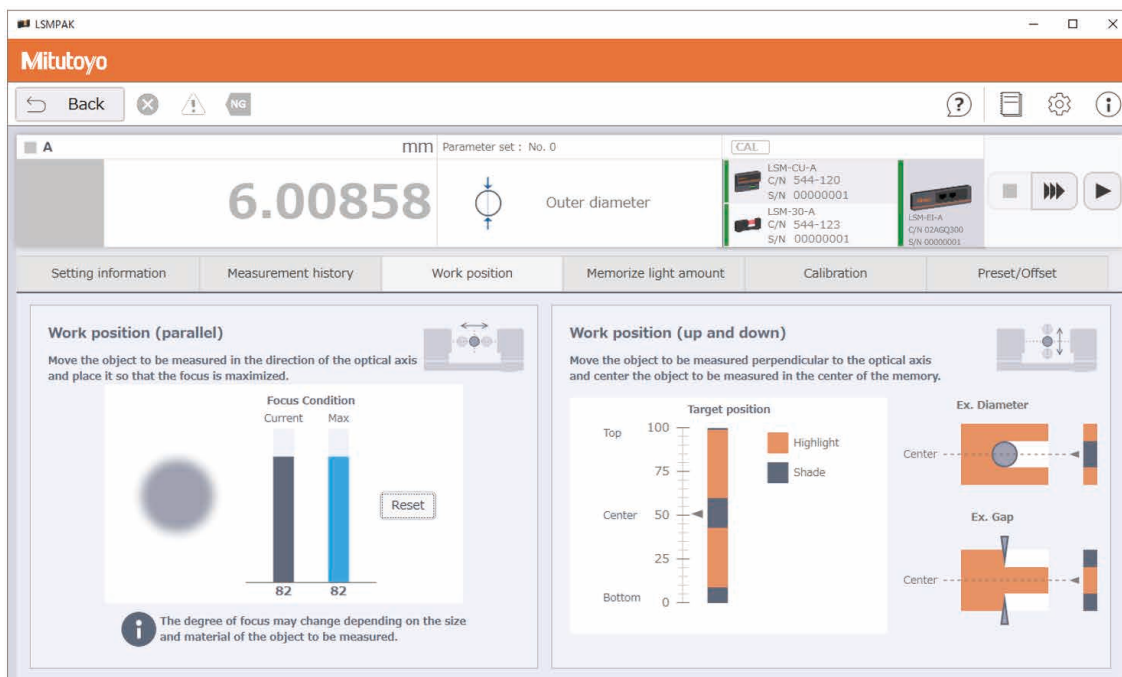 LSMPAK
Mitutoyo
Back
NG
A
mm
Parameter set : No. 0
CAL
6.00858
Outer diameter
LSM-CU-A
C/N 544-120
S/N 00000001
LSM-30-A
C/N 544-123
S/N 00000001
LSM-EI-A
C/N 02AGQ300
S/N 00000001
Setting information
Measurement history
Work position
Memorize light amount
Calibration
Preset/Offset
Work position (parallel)
Move the object to be measured in the direction of the optical axis
and place it so that the focus is maximized.
Focus Condition
Current
Max
Reset
82
82
The degree of focus may change depending on the size
and material of the object to be measured.
Work position (up and down)
Move the object to be measured perpendicular to the optical axis
and center the object to be measured in the center of the memory.
Target position
Top
100
75
Center
50
25
Bottom
0
Highlight
Shade
Ex. Diameter
Center
Ex. Gap
Center